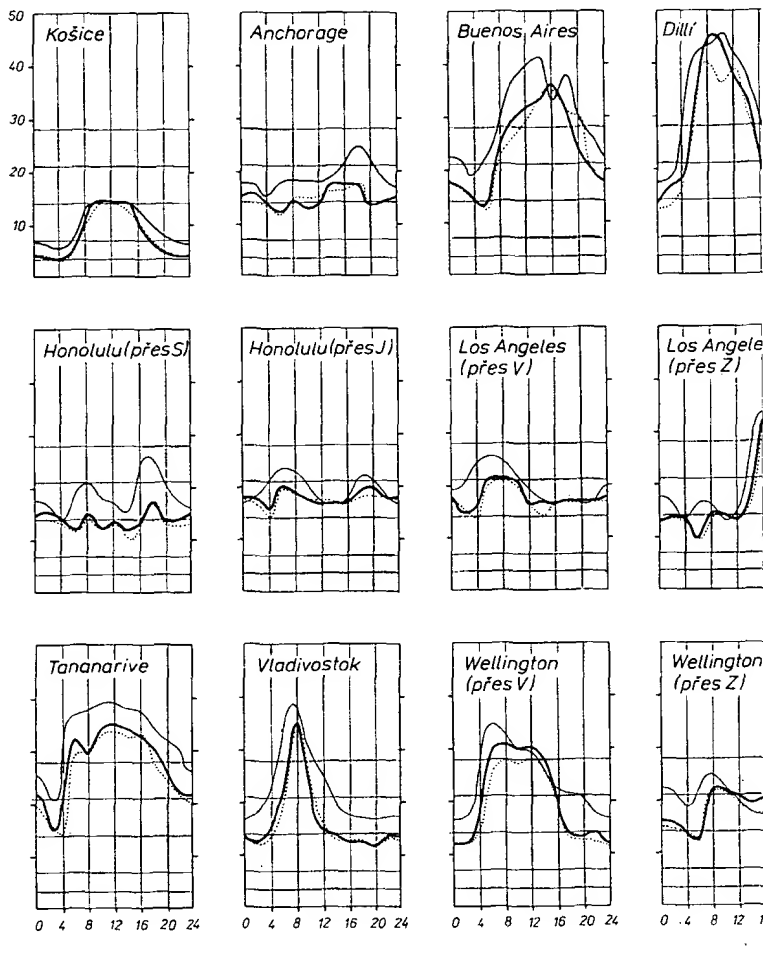 50
40
30
20
10
Košice
Anchorage
Buenos Aires
Dillí
Honolulu (přes S)
Honolulu (přes J)
Los Angeles
(přes V)
Los Angele
(přes Z)
Tananarive
Vladivostok
Wellington
(přes V)
Wellington
(přes Z)
0 4 8 12 16 20 24
0 4 8 12 16 20 24
0 4 8 12 16 20 24
0 4 8 12 1